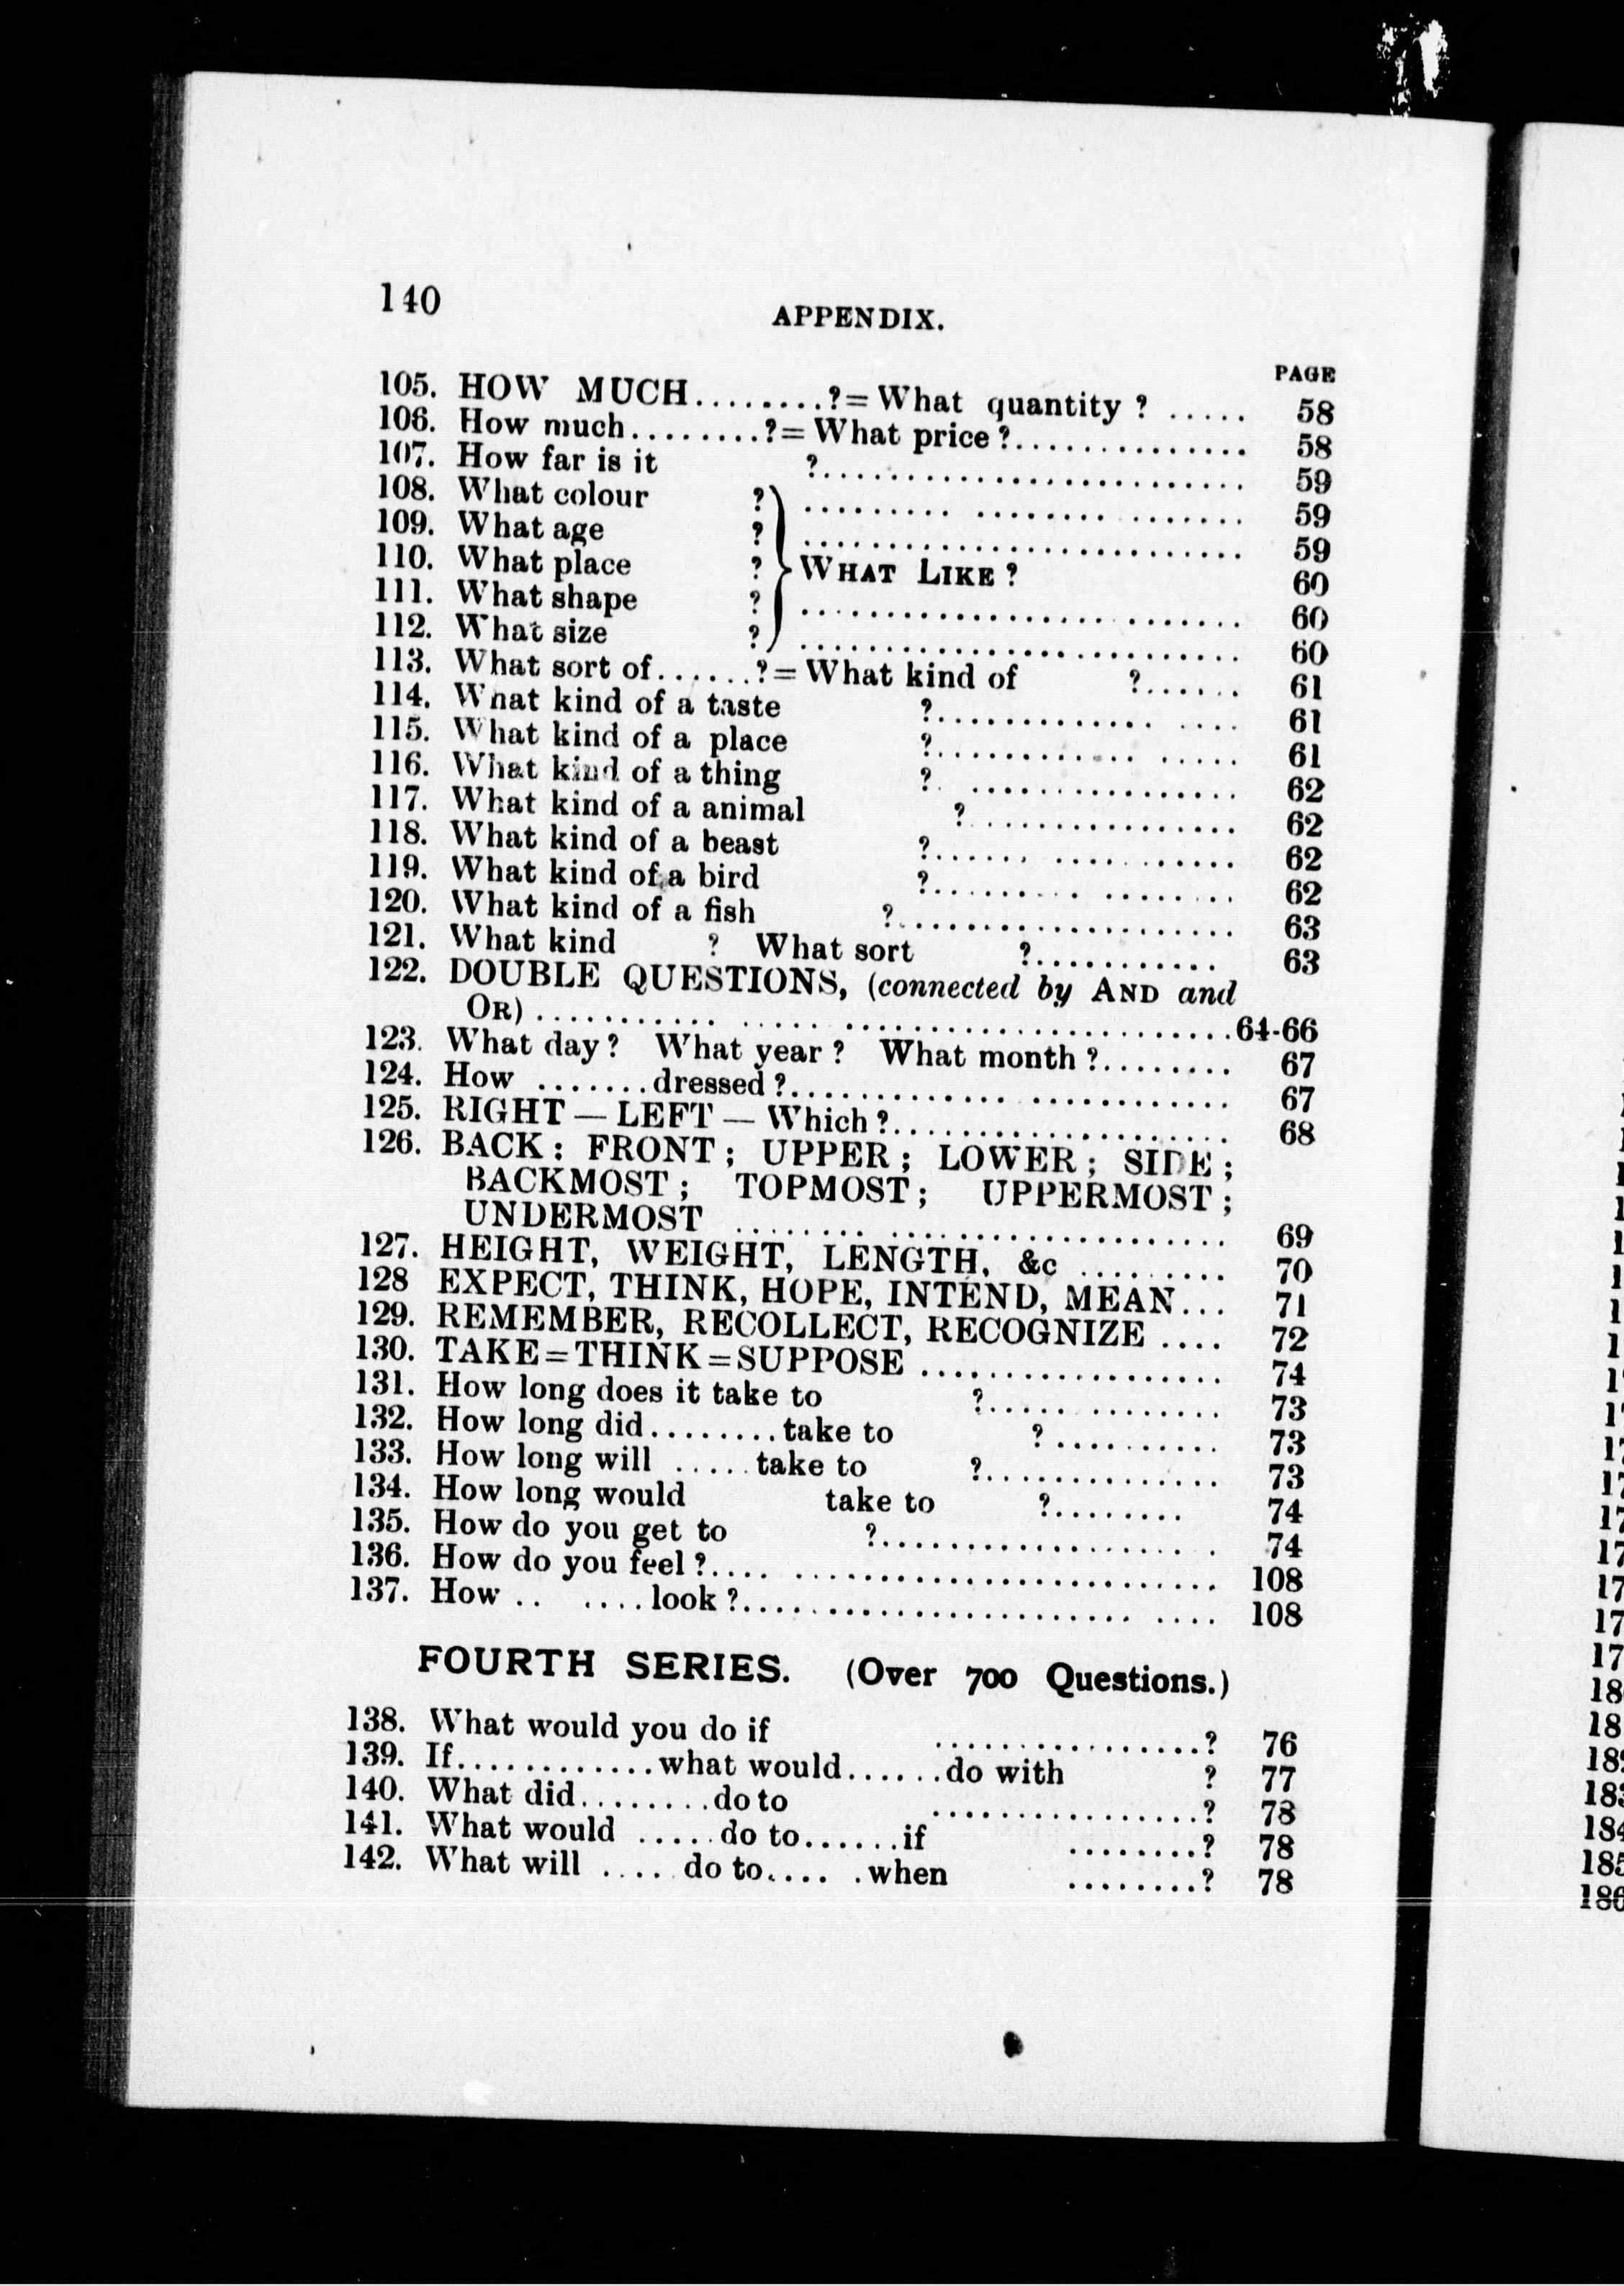 140
APPENDIX.
PAGE
105. HOW MUCH........?=What quantity ? ..... 58
106. How much........?=What price?............... 58
107. How far is it ?......................... 59
108. What colour ? ......... ........ ....... 59
109. What age ? .......................... 59
110. What place ? WHAT LIKE ? 60
111. What shape ? .......................... 60
112. What size ? .......................... 60
113. What sort of......?=What kind of ?...... 61
114. What kind of a taste ?............. .... 61
115. What kind of a place ?............ ..... 61
116. What kind of a thing ?. ................ 62
117. What kind of a animal ?................ 62
118. What kind of a beast ?...... ........... 62
119. What kind of a bird ?......... ........ 62
120. What kind of a fish ?.................... 63
121. What kind ? What sort ?........... 63
122. DOUBLE QUESTIONS, (connected by AND and
OR)........... ..... .......................64-66
123. What day? What year? What month?........ 67
124. How .......dressed?............. ............ 67
125. RIGHT — LEFT — Which?.................... 68
126. BACK: FRONT; UPPER; LOWER; SIDE;
BACKMOST; TOPMOST; UPPERMOST;
UNDERMOST ........ .................... 69
127. HEIGHT, WEIGHT, LENGTH, &c ......... 70
128 EXPECT, THINK, HOPE, INTEND, MEAN... 71
129. REMEMBER, RECOLLECT, RECOGNIZE .... 72
130. TAKE=THINK=SUPPOSE .................. 74
131. How long does it take to ?...... ........ 73
132. How long did........take to ?.......... 73
133. How long will .....take to ?.............. 73
134. How long would take to ?........ 74
135. How do you get to ?.................... 74
136. How do you feel?.... ......................... 108
137. How .. ....look?....................... .... 108
FOURTH SERIES. (Over 700 Questions.)
138. What would you do if ................? 76
139. If............what would......do with ? 77
140. What did........do to ................? 78
141. What would .....do to......if ........? 78
142. What will .....do to.... .when ........? 78